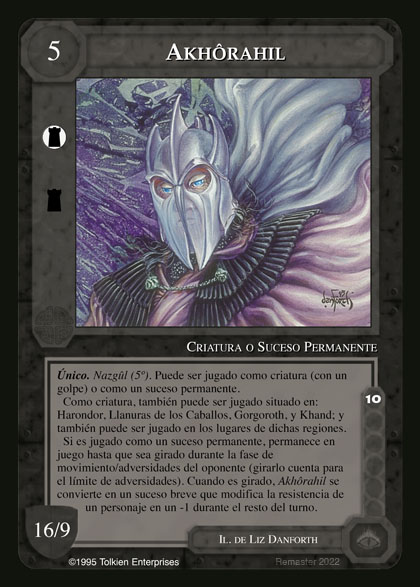 5
AKHÔRAHIL
danforth
CRIATURA O SUCESO PERMANENTE
Único. Nazgûl (5º). Puede ser jugado como criatura (con un
golpe) o como un suceso permanente.
Como criatura, también puede ser jugado situado en:
Harondor, Llanuras de los Caballos, Gorgoroth, y Khand; y
también puede ser jugado en los lugares de dichas regiones.
Si es jugado como un suceso permanente, permanece en
juego hasta que sea girado durante la fase de
movimiento/adversidades del oponente (girarlo cuenta para
el límite de adversidades). Cuando es girado, Akhôrahil se
convierte en un suceso breve que modifica la resistencia de
un personaje en un -1 durante el resto del turno.
10
16/9
IL. DE LIZ DANFORTH
©1995 Tolkien Enterprises
Remaster 2022